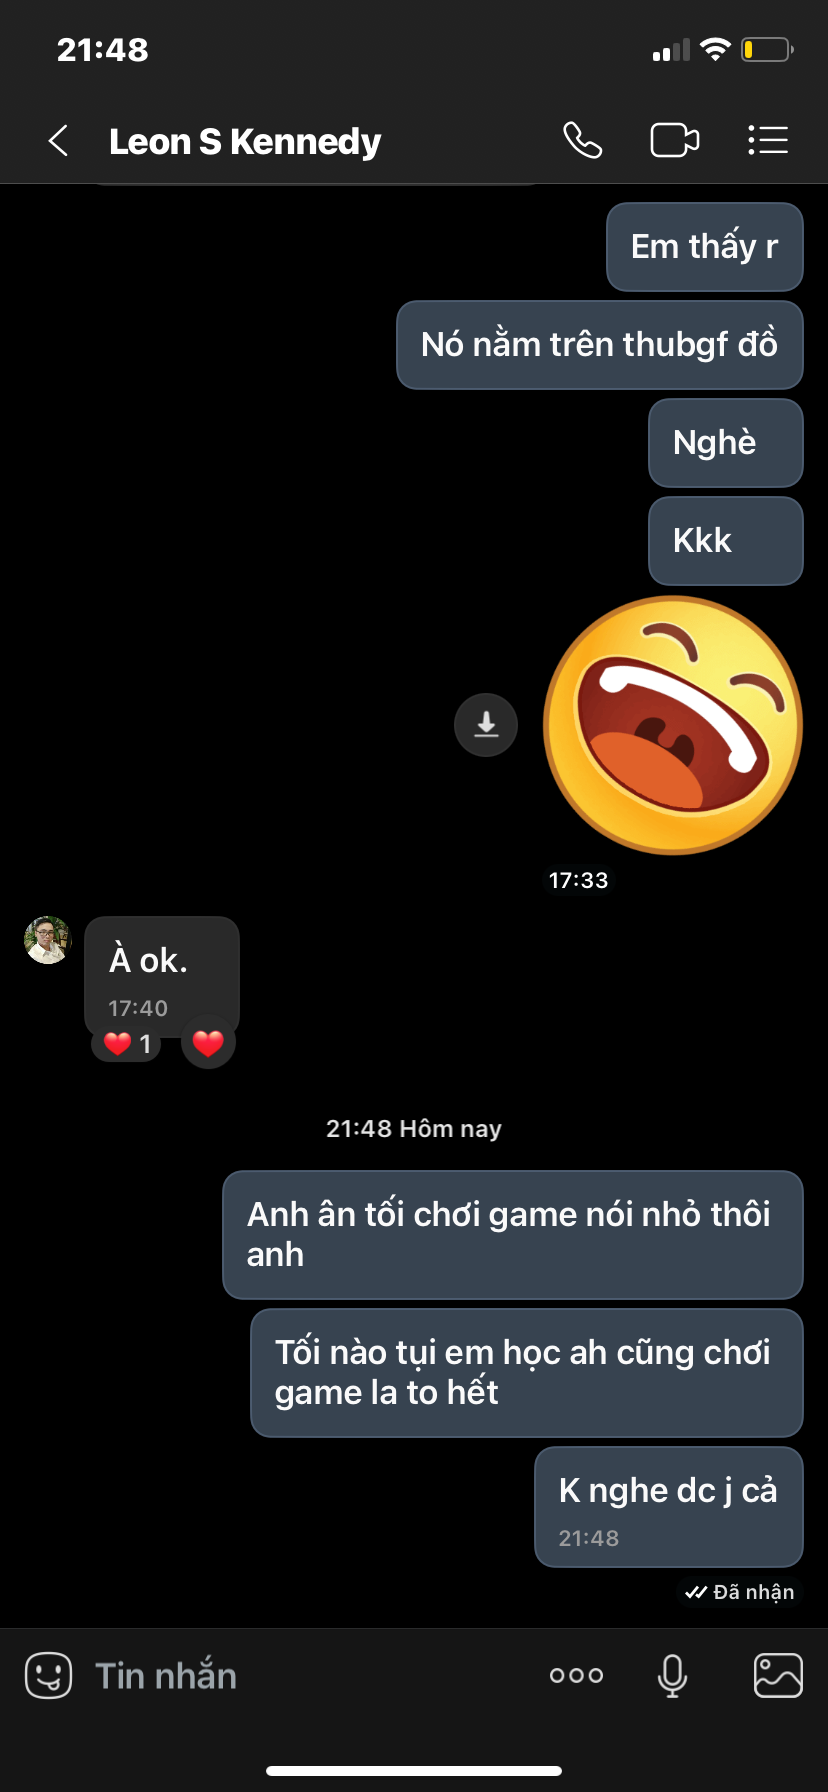 21:48
Leon S Kennedy
Em thấy r
Nó nằm trên thubgf đồ
Nghè
Kkk
17:33
À ok.
17:40
1
21:48 Hôm nay
Anh ân tối chơi game nói nhỏ thôi
anh
Tối nào tụi em học ah cũng chơi
game la to hết
K nghe dc j cả
21:48
Đã nhận
Tin nhắn